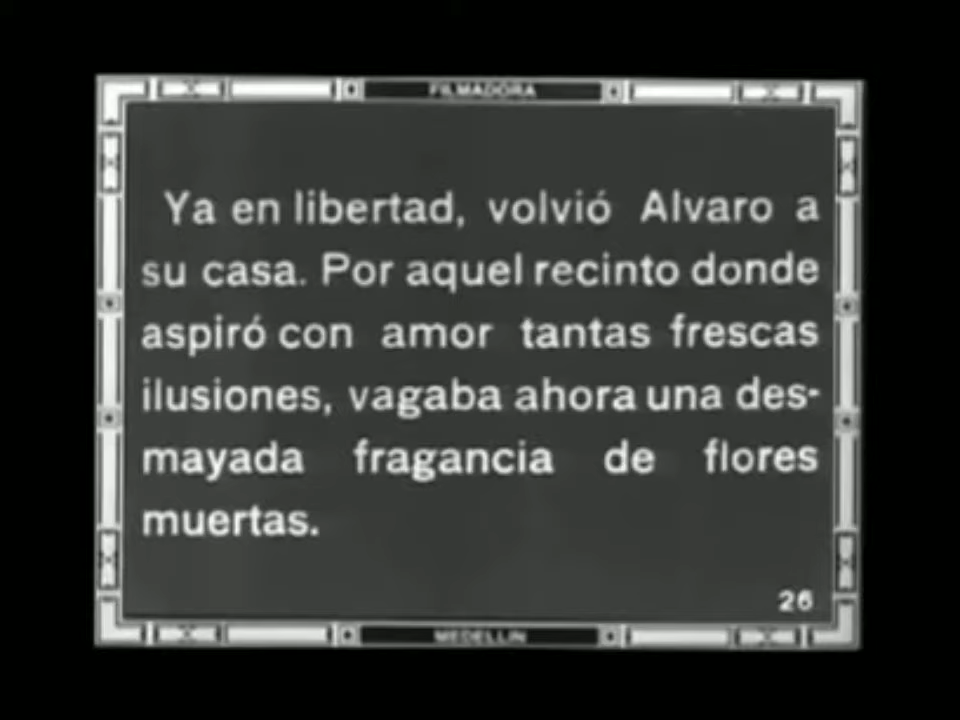 FILMADORA
Ya en libertad, volvió Alvaro a
su casa. Por aquel recinto donde
aspiró con amor tantas frescas
ilusiones, vagaba ahora una des-
mayada fragancia de flores
muertas.
26
MEDELLIN